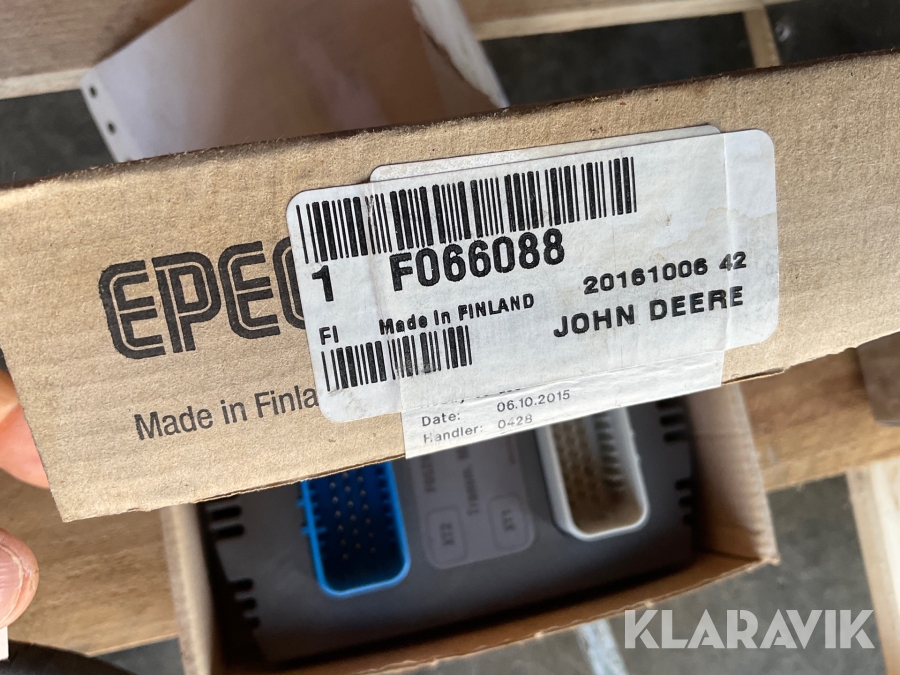 EPEC
Made in Finla
1 F066088
20161006 42
FI Made in FINLAND
JOHN DEERE
Date: 06.10.2015
Handler: 0428
KLARAVIK